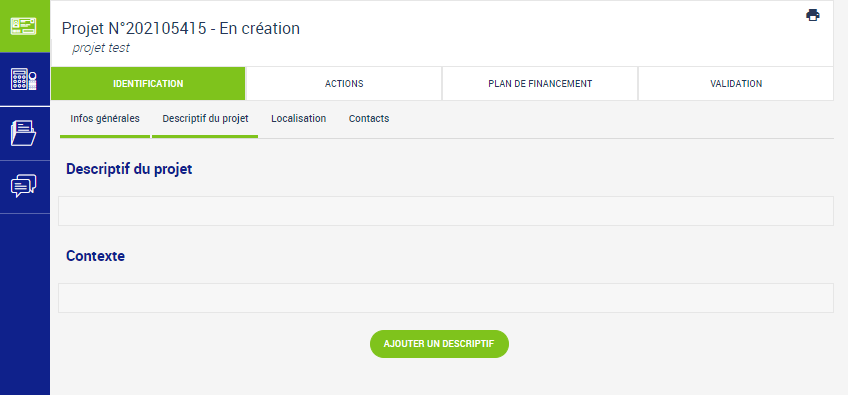 Projet N°202105415 - En création
projet test
IDENTIFICATION
ACTIONS
PLAN DE FINANCEMENT
VALIDATION
Infos générales
Descriptif du projet
Localisation
Contacts
Descriptif du projet
Contexte
AJOUTER UN DESCRIPTIF